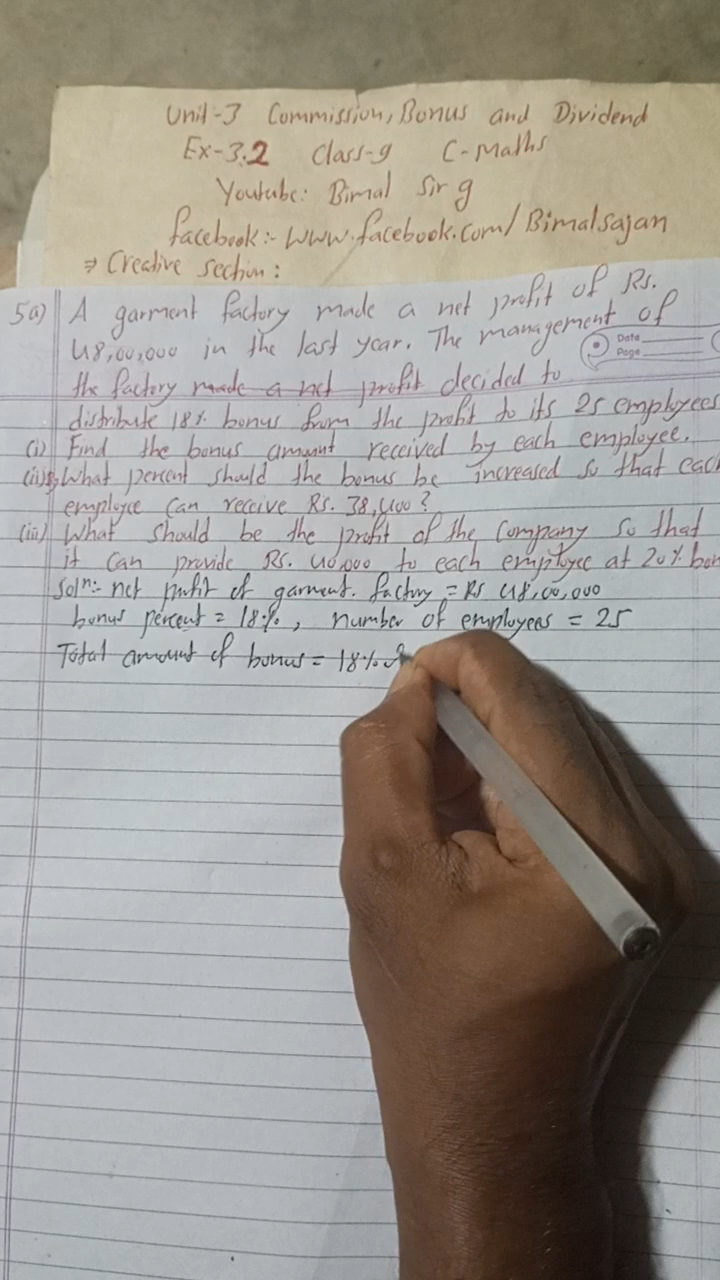 Unit-3 Commission, Bonus and Dividend
Ex-3.2 Class-9 C-Maths
Youtube: Bimal Sir g
facebook:- www.facebook.com/Bimalsajan
⇒ Creative section:
5a) A garment factory made a net profit of Rs.
48,00,000 in the last year. The management of
Date
Page
the factory made a net profit decided to
distribute 18% bonus from the profit to its 25 employees
(i) Find the bonus amount received by each employee.
(ii) What percent should the bonus be increased so that each
employee can receive Rs. 38,400?
(iii) What should be the profit of the Company so that
it can provide Rs. 40,000 to each employee at 20% bon
Solⁿ:- net profit of garment factory = Rs 48,00,000
bonus percent = 18%, number of employees = 25
Total amount of bonus = 18%